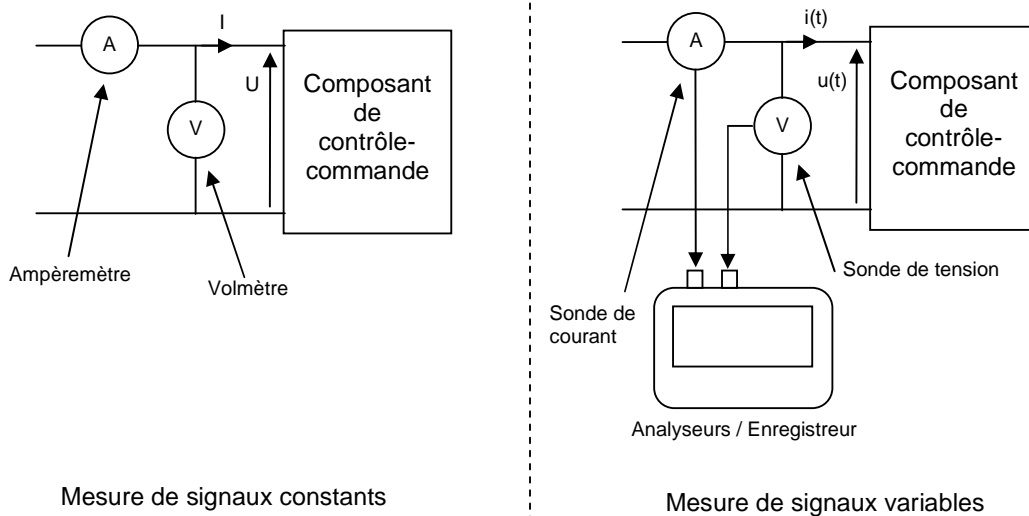 I
A
U
V
Composant
de
contrôle-
commande
Ampèremètre
Volmètre
Mesure de signaux constants
i(t)
A
u(t)
V
Composant
de
contrôle-
commande
Sonde de tension
Sonde de
courant
Analyseurs / Enregistreur
Mesure de signaux variables